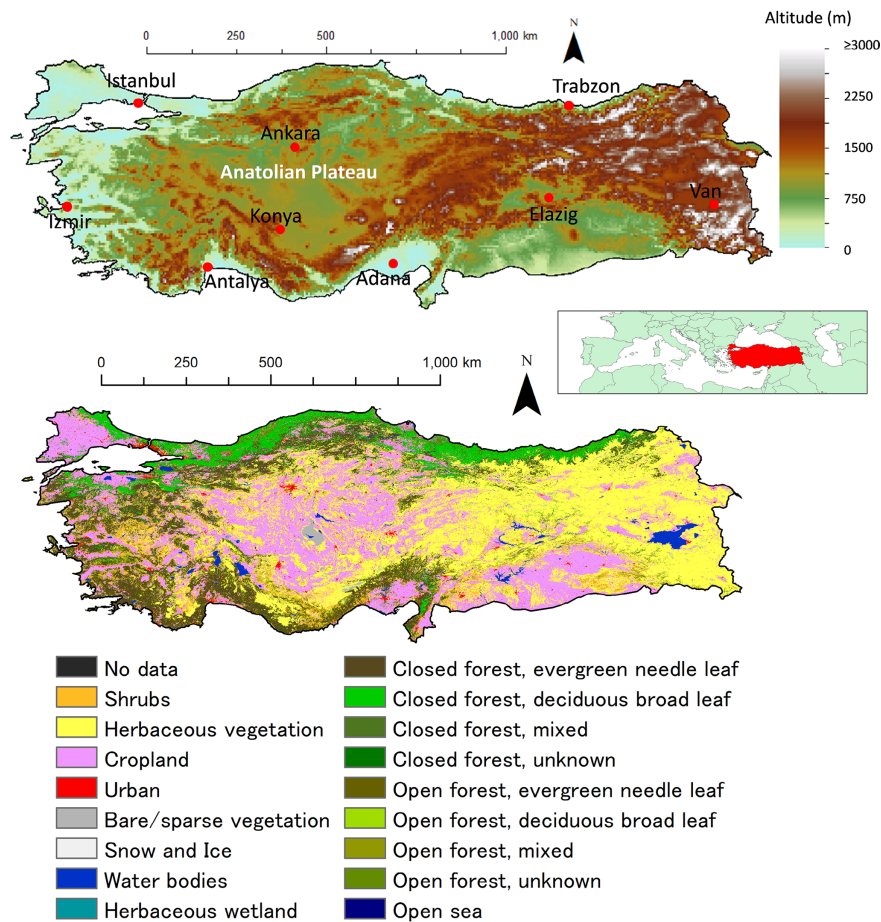 Altitude (m)
N
0 250 500 1,000 km
≥3000
2250
1500
750
0
Istanbul
Trabzon
Ankara
Anatolian Plateau
Van
Elazig
Izmir
Konya
Antalya
Adana
0 250 500 1,000 km
N
No data
Shrubs
Herbaceous vegetation
Cropland
Urban
Bare/sparse vegetation
Snow and Ice
Water bodies
Herbaceous wetland
Closed forest, evergreen needle leaf
Closed forest, deciduous broad leaf
Closed forest, mixed
Closed forest, unknown
Open forest, evergreen needle leaf
Open forest, deciduous broad leaf
Open forest, mixed
Open forest, unknown
Open sea